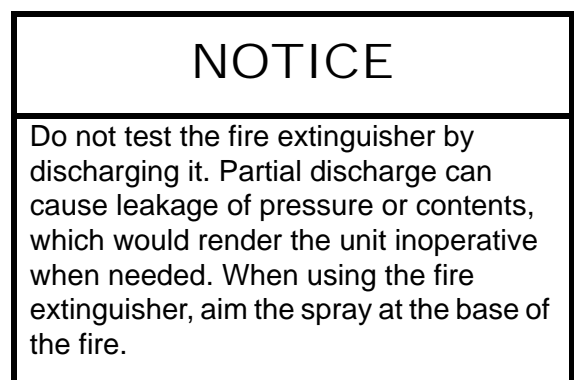 NOTICE
Do not test the fire extinguisher by
discharging it. Partial discharge can
cause leakage of pressure or contents,
which would render the unit inoperative
when needed. When using the fire
extinguisher, aim the spray at the base of
the fire.